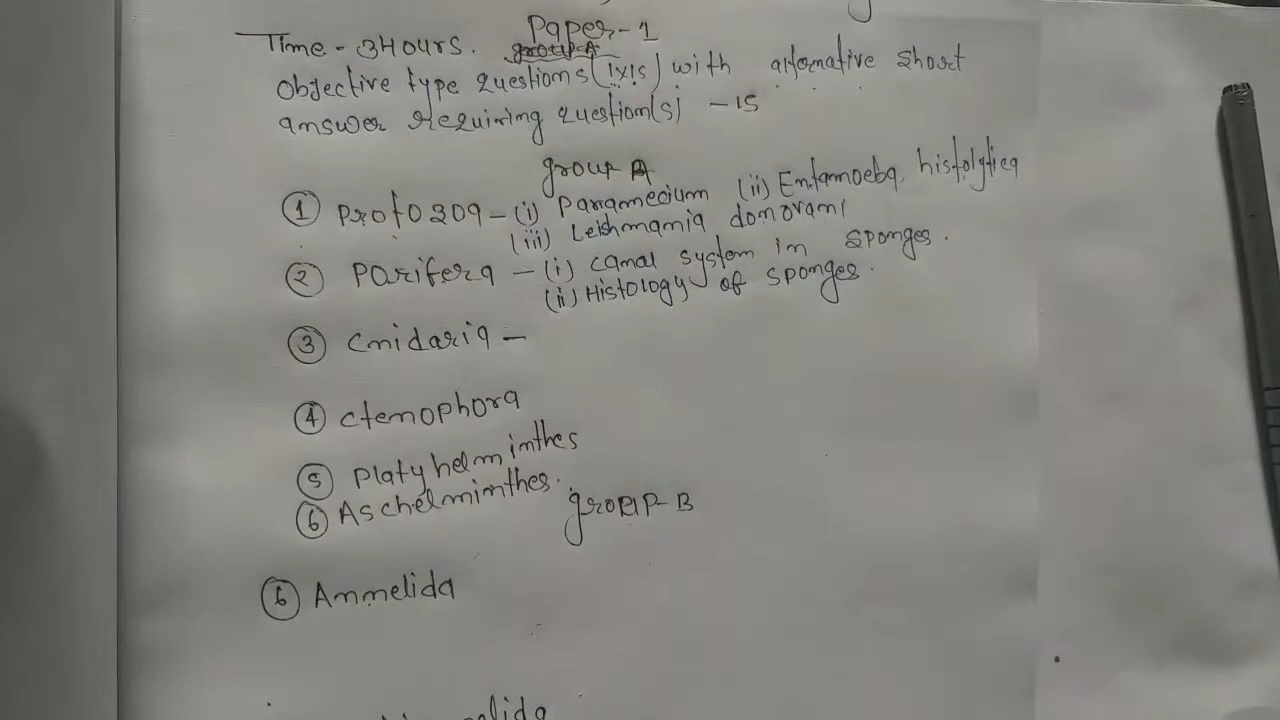 Paper-1
Time - 3Hours.
group-A
objective type questions (1x15) with alternative short
answer requiring question(s) - 15
group A
① Protozoa - (i) Paramecium (ii) Entamoeba histolytica
(iii) Leishmania donovani
② Porifera - (i) canal system in sponges.
(ii) Histology of sponges.
③ Cnidaria -
④ Ctenophora
⑤ Platyhelminthes
⑥ Aschelminthes.
group-B
⑥ Annelida